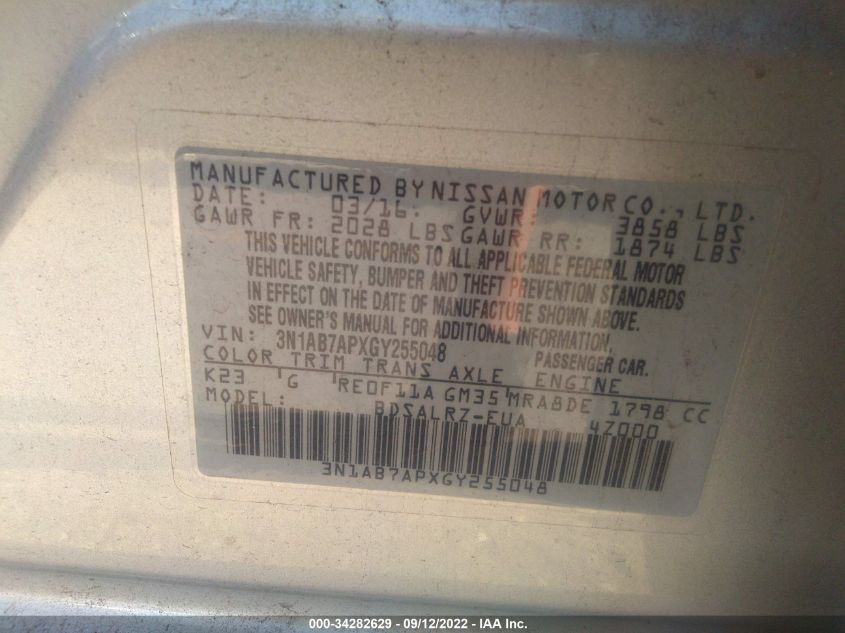 MANUFACTURED BY NISSAN MOTOR CO., LTD.
DATE: 03/16. GVWR: 3858 LBS
GAWR FR: 2028 LBS GAWR RR: 1874 LBS
THIS VEHICLE CONFORMS TO ALL APPLICABLE FEDERAL MOTOR
VEHICLE SAFETY, BUMPER AND THEFT PREVENTION STANDARDS
IN EFFECT ON THE DATE OF MANUFACTURE SHOWN ABOVE.
SEE OWNER'S MANUAL FOR ADDITIONAL INFORMATION.
VIN: 3N1AB7APXGY255048 PASSENGER CAR.
COLOR TRIM TRANS AXLE ENGINE
K23 G RE0F11A GM35 MRA8DE 1798 CC
MODEL: BDSALRZ-EUA 4Z000
3N1AB7APXGY255048
000-34282629 - 09/12/2022 - IAA Inc.